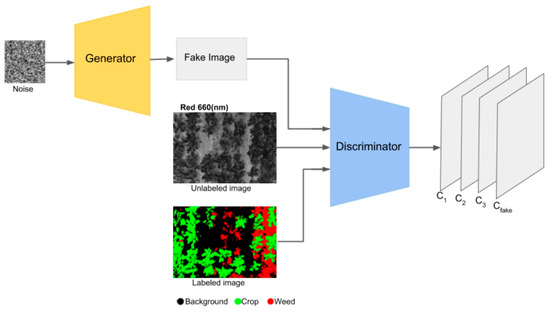 Noise
Generator
Fake Image
Red 660(nm)
Unlabeled image
Labeled image
Background Crop Weed
Discriminator
C1 C2 C3 Cfake